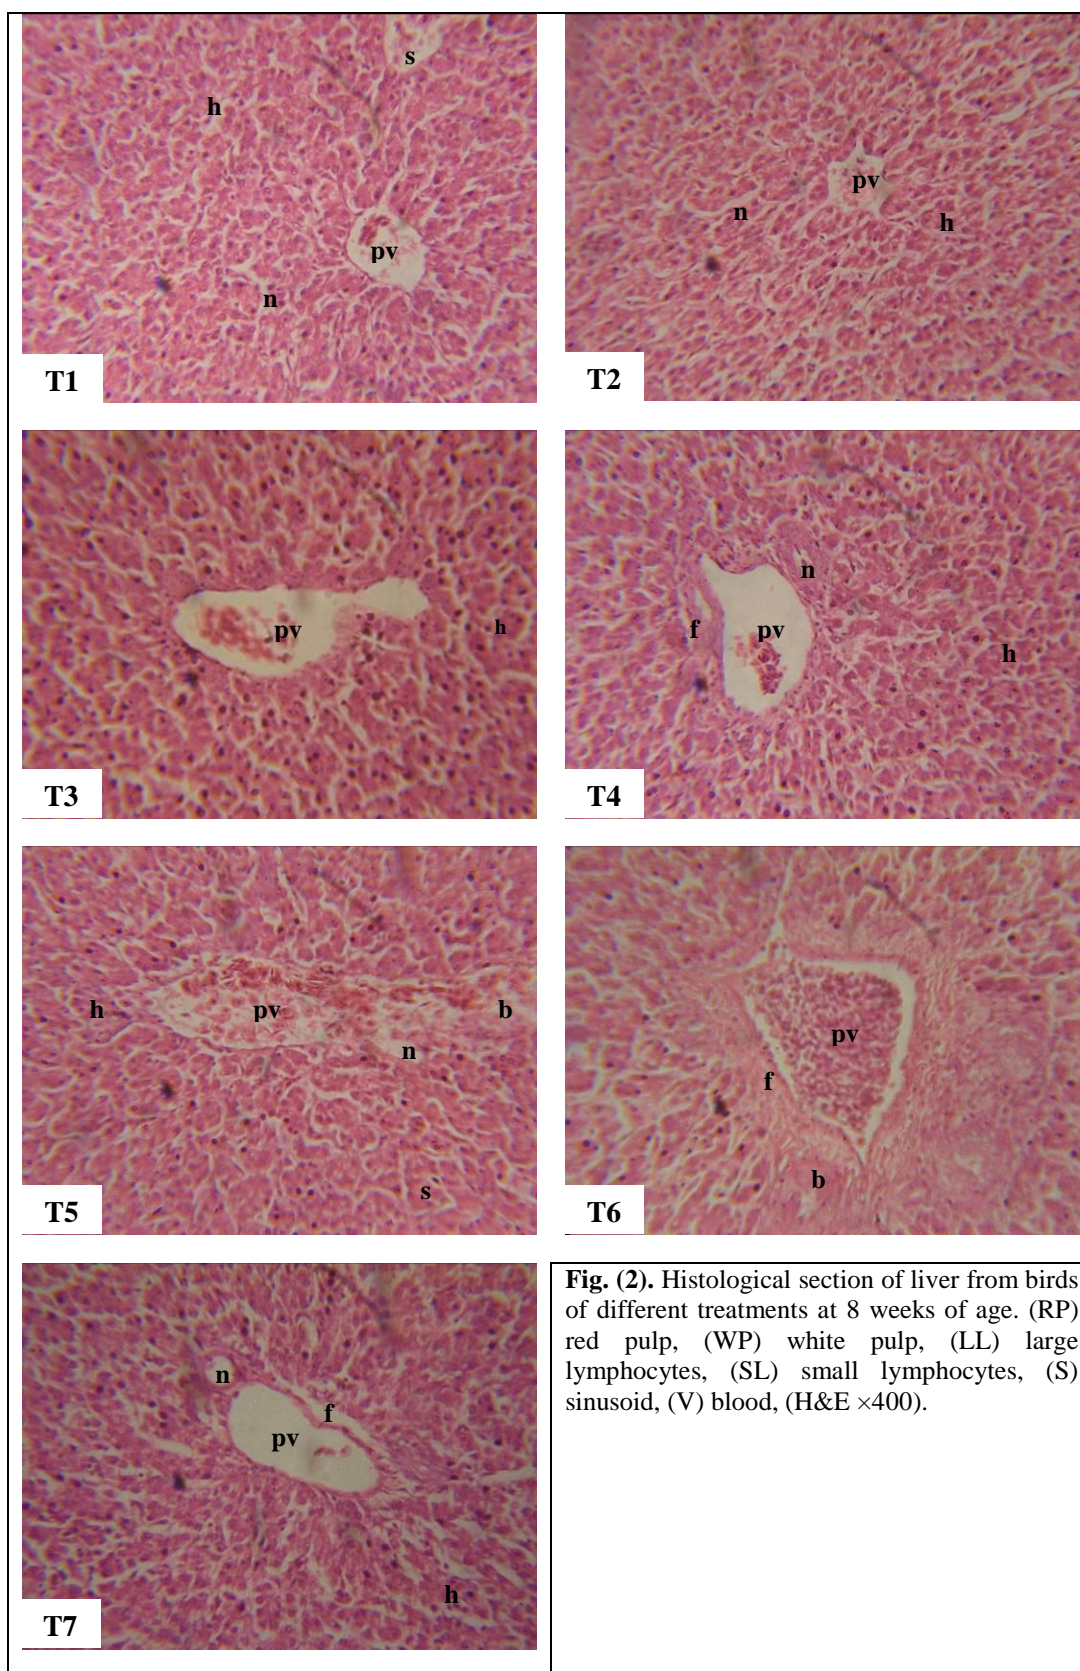 s
h
pv
n
T1
pv
n
h
T2
pv
h
T3
n
f
pv
h
T4
h
pv
b
n
s
T5
pv
f
b
T6
n
f
pv
h
T7
Fig. (2). Histological section of liver from birds
of different treatments at 8 weeks of age. (RP)
red pulp, (WP) white pulp, (LL) large
lymphocytes, (SL) small lymphocytes, (S)
sinusoid, (V) blood, (H&E ×400).